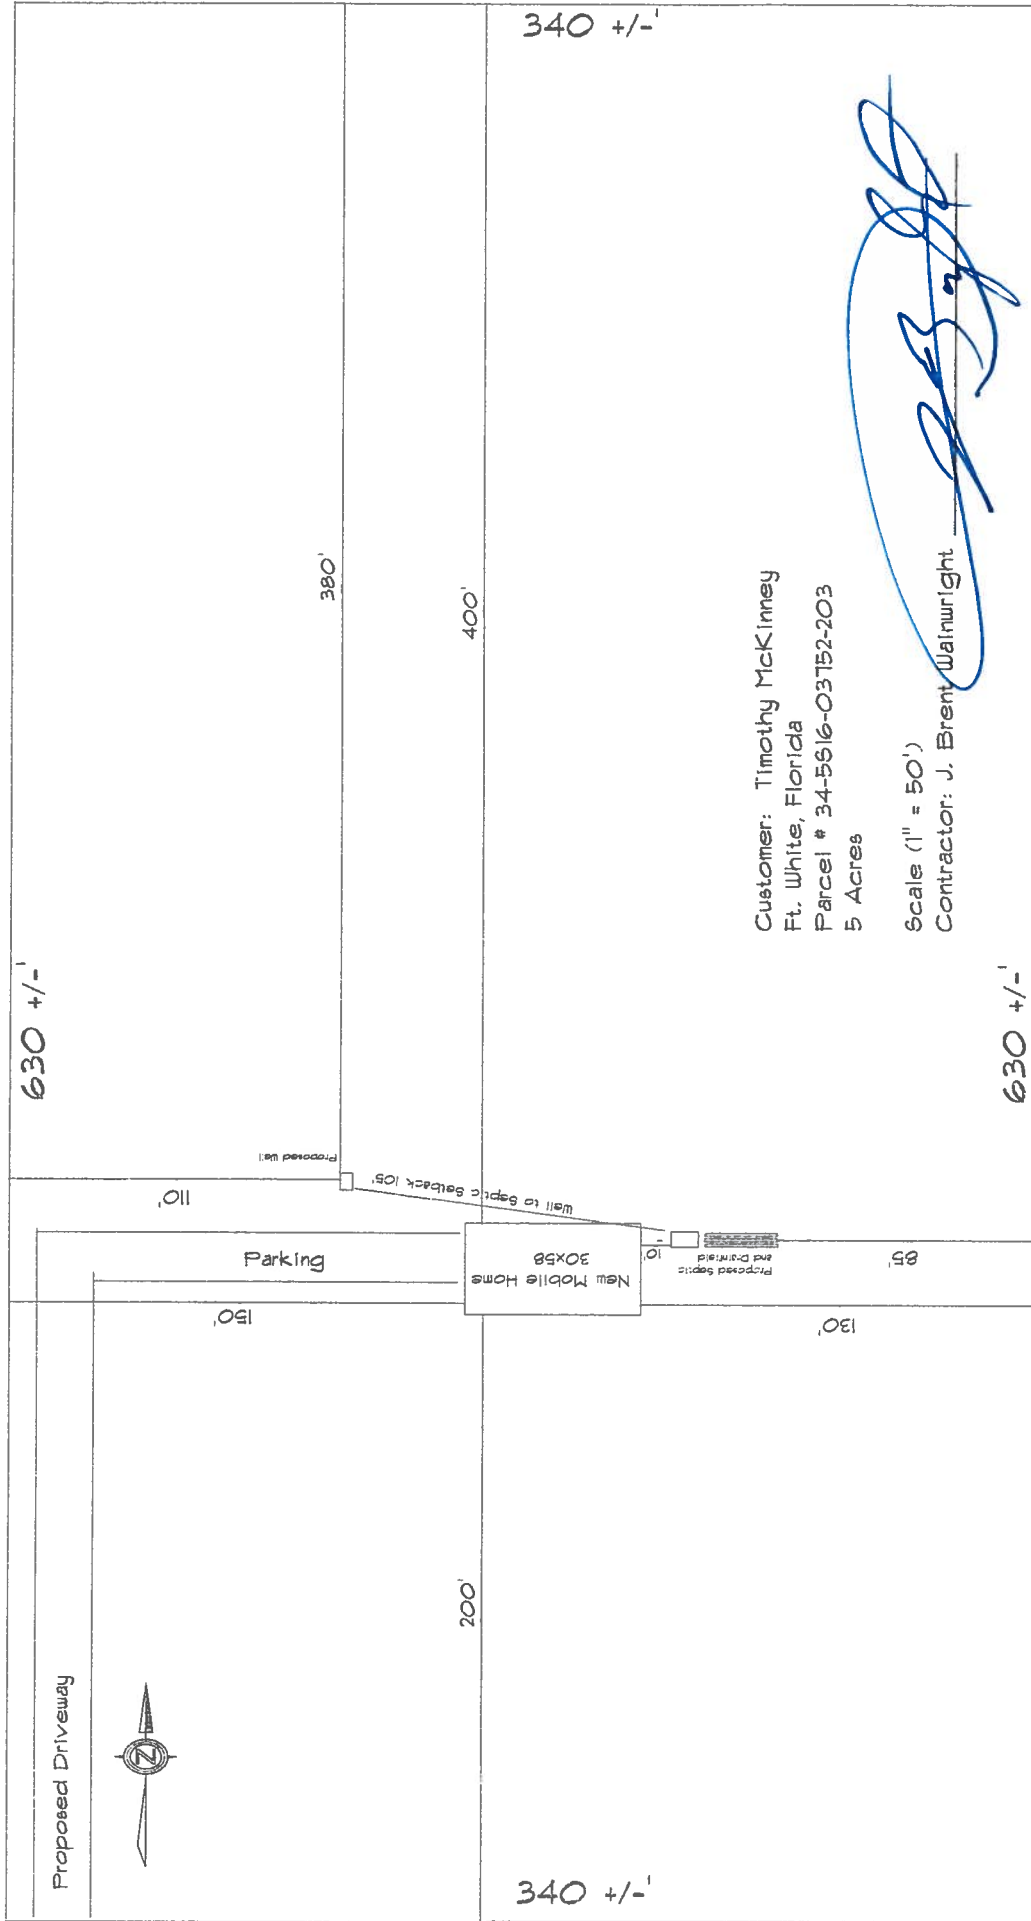 340 +/-'
630 +/-'
380'
400'
Proposed Well
110'
Well to Septic Setback 105'
Parking
150'
New Mobile Home
30x58
10'
Proposed Septic
and Drainfield
85'
130'
200'
Proposed Driveway
N
340 +/-'
630 +/-'
Customer: Timothy McKinney
Ft. White, Florida
Parcel # 34-5S16-03752-203
5 Acres
Scale (1" = 50')
Contractor: J. Brent Wainwright